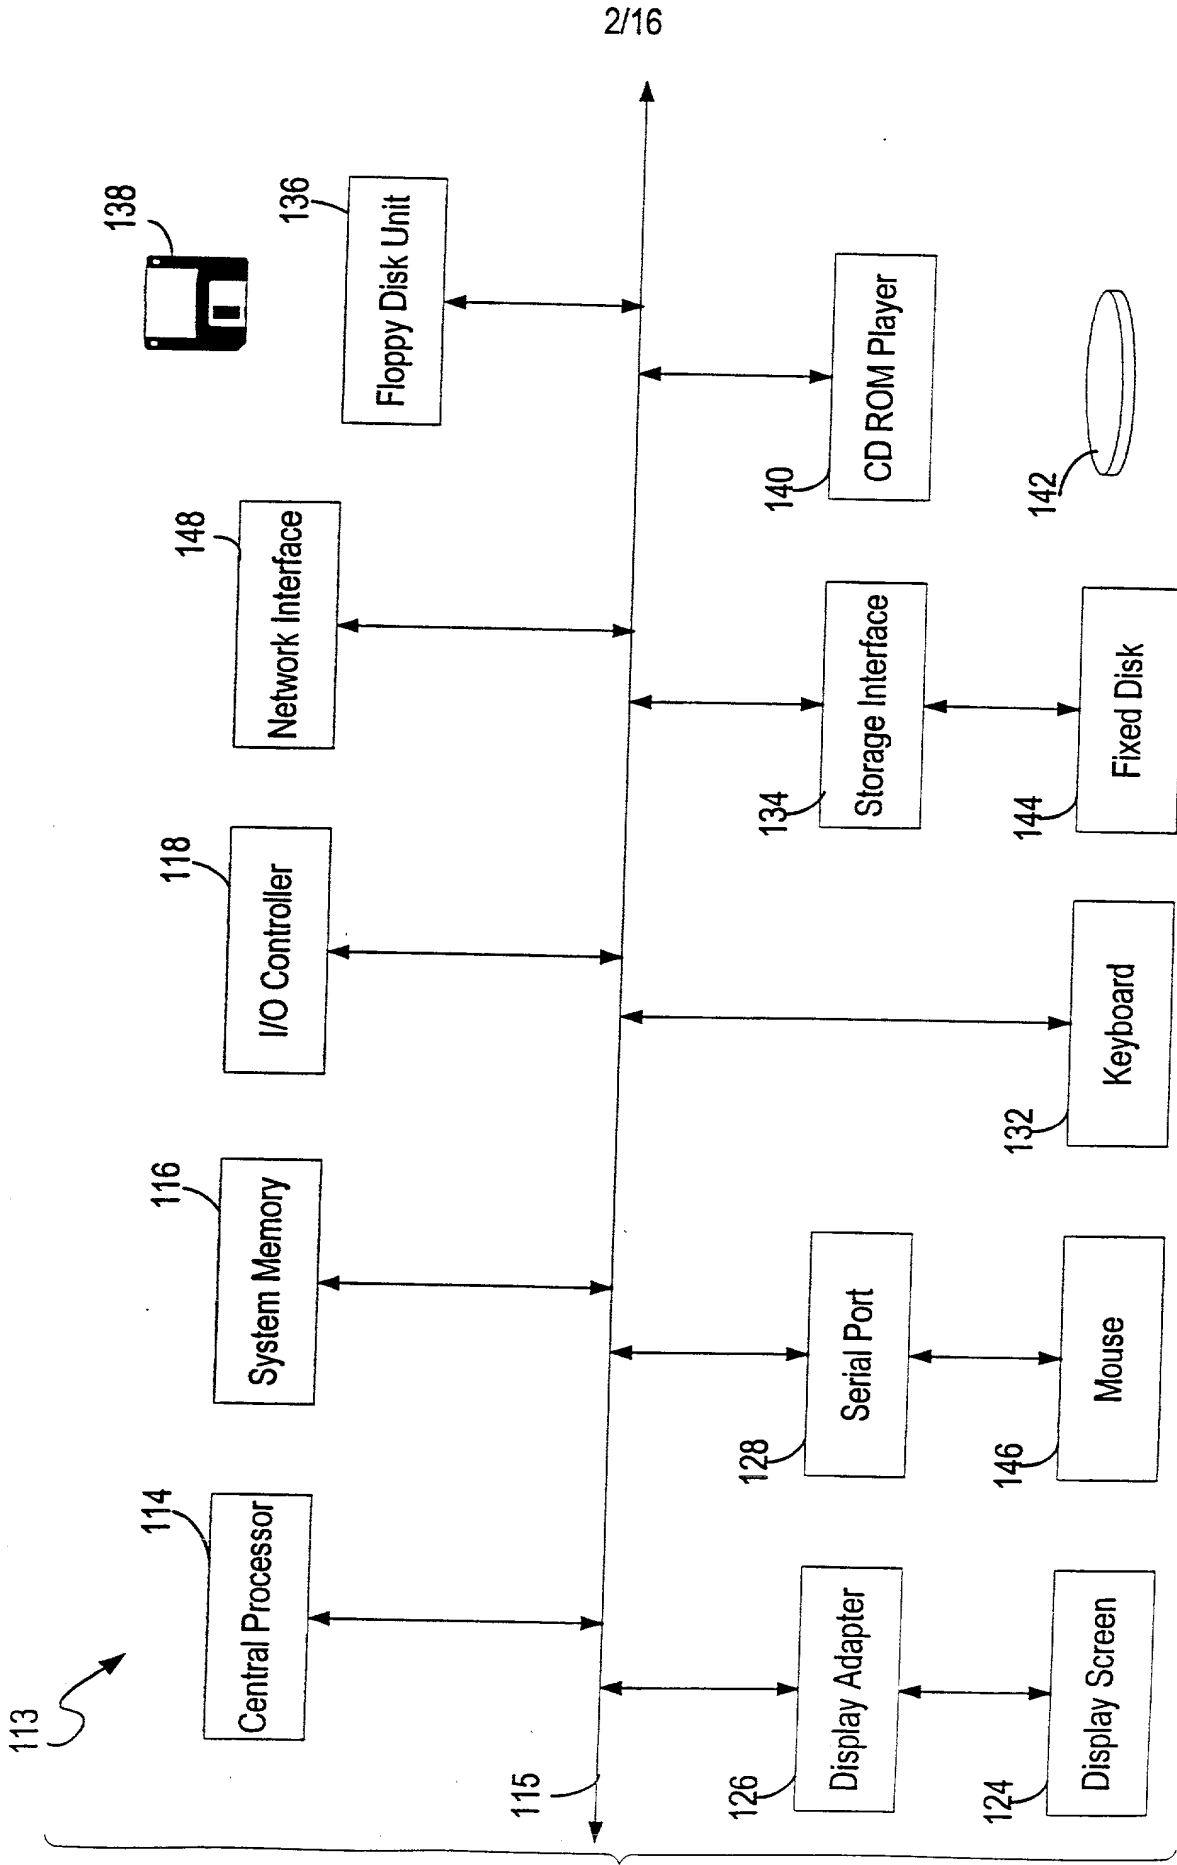 2/16
113
114
Central Processor
116
System Memory
118
I/O Controller
148
Network Interface
138
136
Floppy Disk Unit
115
126
Display Adapter
128
Serial Port
134
Storage Interface
140
CD ROM Player
124
Display Screen
146
Mouse
132
Keyboard
144
Fixed Disk
142